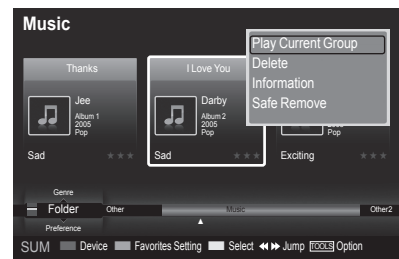 Music
Play Current Group
Delete
Information
Safe Remove
Thanks
I Love You
Jee
Album 1
2005
Pop
Darby
Album 2
2005
Pop
Pop
Sad
Sad
Exciting
Genre
Folder Other Music Other2
Preference
SUM Device Favorites Setting Select Jump TOOLS Option